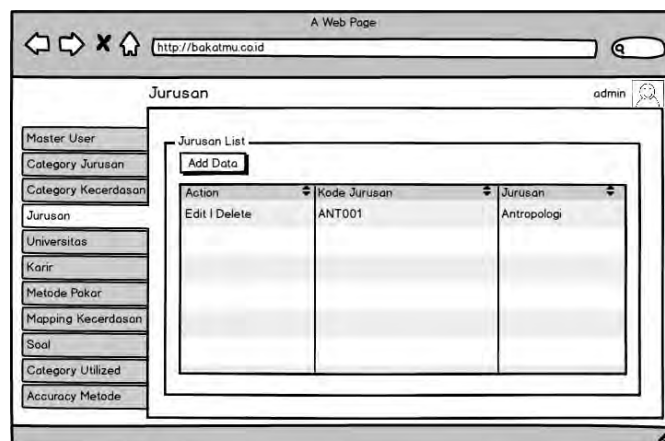 A Web Page
http://bakatmu.co.id
Jurusan
admin
Master User
Category Jurusan
Category Kecerdasan
Jurusan
Universitas
Karir
Metode Pakar
Mapping Kecerdasan
Soal
Category Utilized
Accuracy Metode
Jurusan List
Add Data
Action Kode Jurusan Jurusan
Edit | Delete ANT001 Antropologi